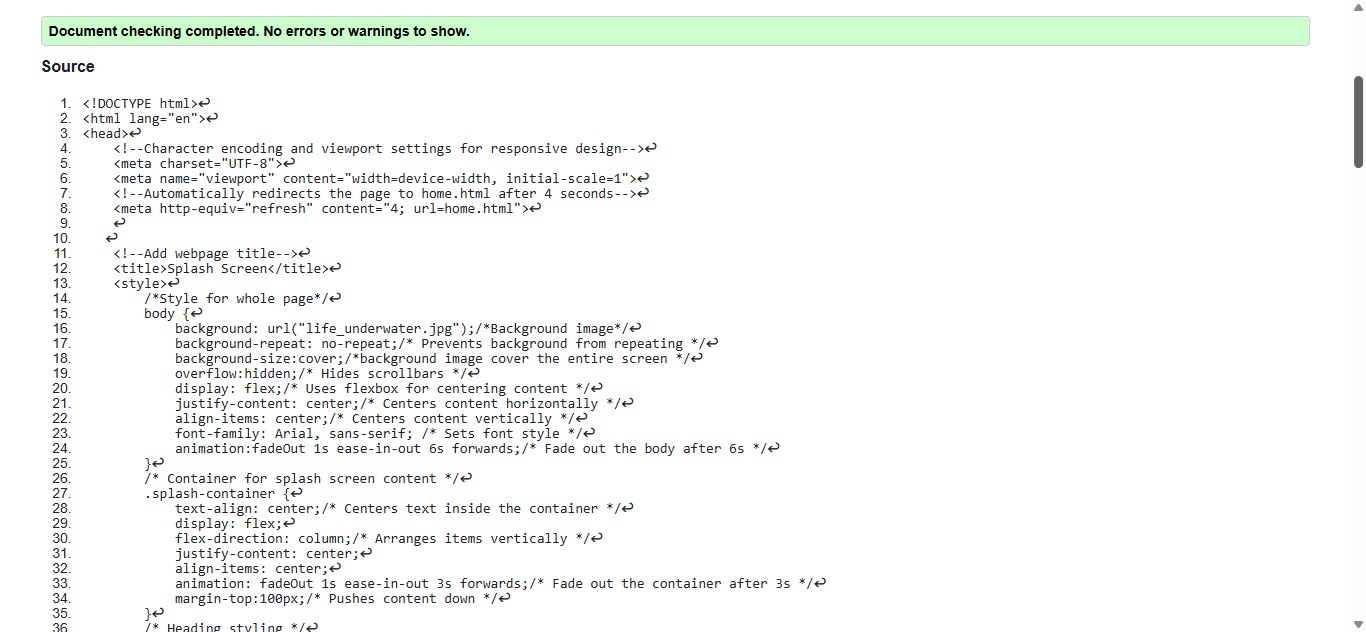 Document checking completed. No errors or warnings to show.
Source
1. <!DOCTYPE html>↩
2. <html lang="en">↩
3. <head>↩
4.     <!--Character encoding and viewport settings for responsive design-->↩
5.     <meta charset="UTF-8">↩
6.     <meta name="viewport" content="width=device-width, initial-scale=1">↩
7.     <!--Automatically redirects the page to home.html after 4 seconds-->↩
8.     <meta http-equiv="refresh" content="4; url=home.html">↩
9.     ↩
10.    ↩
11.     <!--Add webpage title-->↩
12.     <title>Splash Screen</title>↩
13.     <style>↩
14.         /*Style for whole page*/↩
15.         body {↩
16.             background: url("life_underwater.jpg");/*Background image*/↩
17.             background-repeat: no-repeat;/* Prevents background from repeating */↩
18.             background-size:cover;/*background image cover the entire screen */↩
19.             overflow:hidden;/* Hides scrollbars */↩
20.             display: flex;/* Uses flexbox for centering content */↩
21.             justify-content: center;/* Centers content horizontally */↩
22.             align-items: center;/* Centers content vertically */↩
23.             font-family: Arial, sans-serif; /* Sets font style */↩
24.             animation:fadeOut 1s ease-in-out 6s forwards;/* Fade out the body after 6s */↩
25.         }↩
26.         /* Container for splash screen content */↩
27.         .splash-container {↩
28.             text-align: center;/* Centers text inside the container */↩
29.             display: flex;↩
30.             flex-direction: column;/* Arranges items vertically */↩
31.             justify-content: center;↩
32.             align-items: center;↩
33.             animation: fadeOut 1s ease-in-out 3s forwards;/* Fade out the container after 3s */↩
34.             margin-top:100px;/* Pushes content down */↩
35.         }↩
36.         /* Heading styling */↩